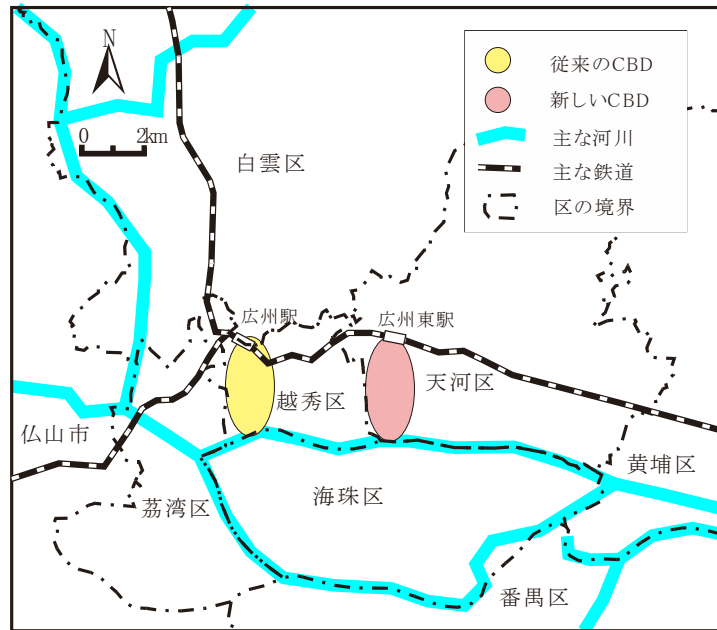 N
0 2km
従来のCBD
新しいCBD
主な河川
主な鉄道
区の境界
白雲区
広州駅
広州東駅
越秀区
天河区
仏山市
黄埔区
荔湾区
海珠区
番禺区